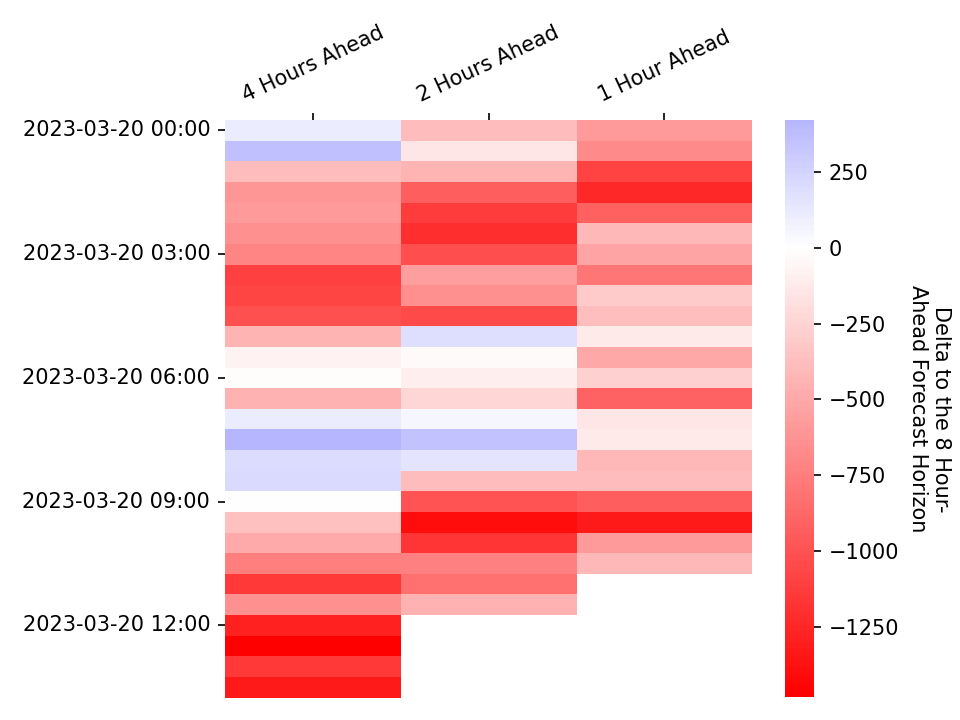 4 Hours Ahead
2 Hours Ahead
1 Hour Ahead
2023-03-20 00:00
2023-03-20 03:00
2023-03-20 06:00
2023-03-20 09:00
2023-03-20 12:00
250
0
−250
−500
−750
−1000
−1250
Delta to the 8 Hour-
Ahead Forecast Horizon